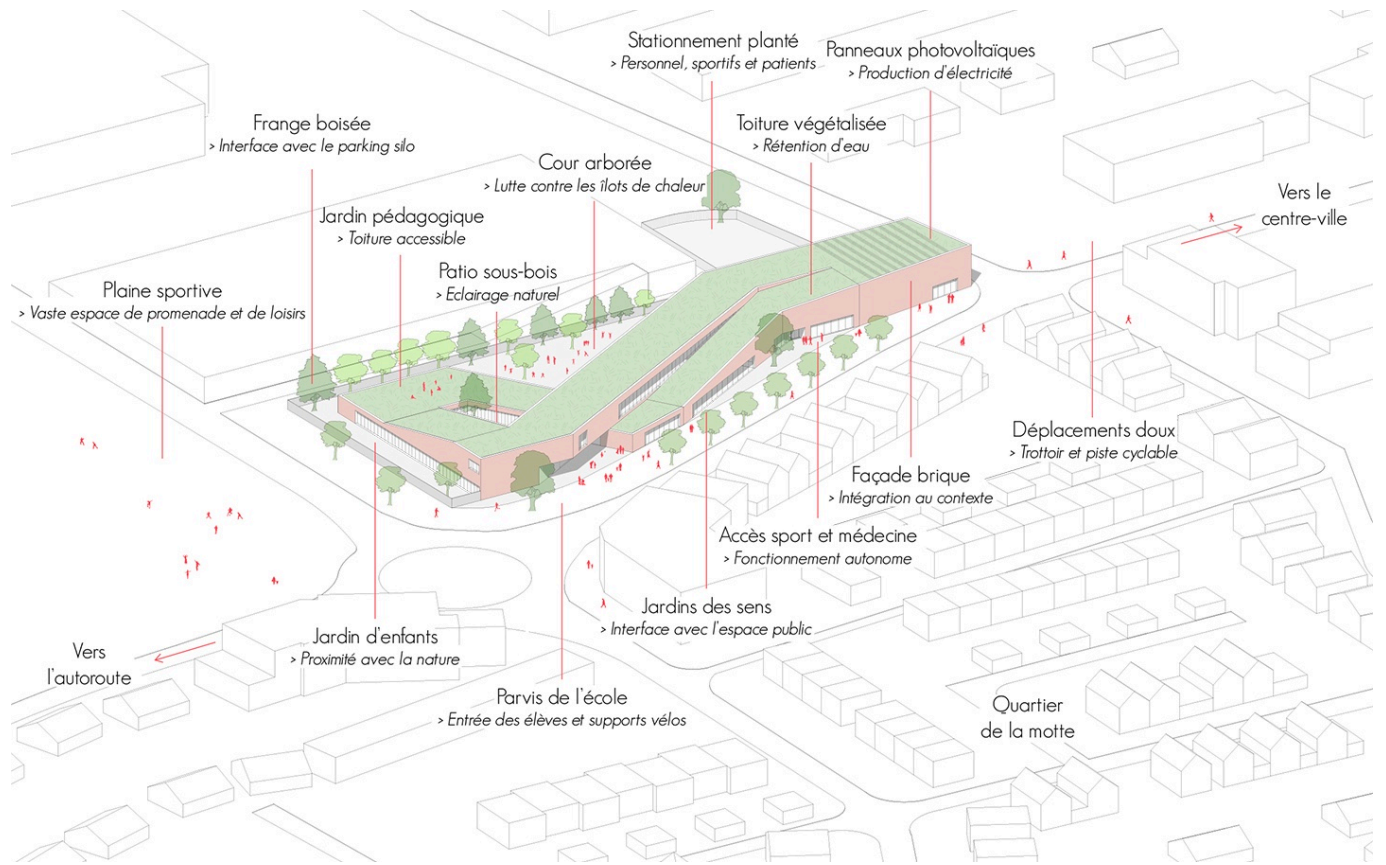 Stationnement planté
> Personnel, sportifs et patients
Panneaux photovoltaïques
> Production d'électricité
Frange boisée
> Interface avec le parking silo
Toiture végétalisée
> Rétention d'eau
Cour arborée
> Lutte contre les îlots de chaleur
Vers le
centre-ville
Jardin pédagogique
> Toiture accessible
Patio sous-bois
> Eclairage naturel
Plaine sportive
> Vaste espace de promenade et de loisirs
Déplacements doux
> Trottoir et piste cyclable
Façade brique
> Intégration au contexte
Accès sport et médecine
> Fonctionnement autonome
Jardins des sens
> Interface avec l'espace public
Jardin d'enfants
> Proximité avec la nature
Vers
l'autoroute
Parvis de l'école
> Entrée des élèves et supports vélos
Quartier
de la motte